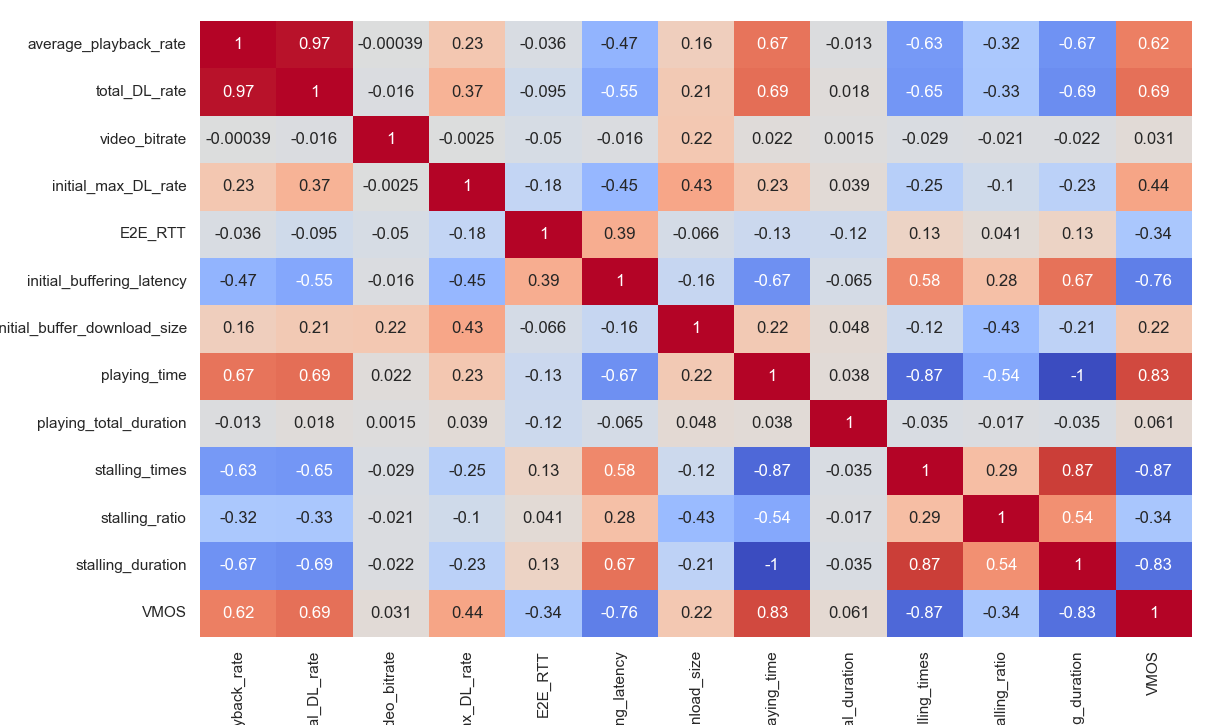 average_playback_rate 1 0.97 -0.00039 0.23 -0.036 -0.47 0.16 0.67 -0.013 -0.63 -0.32 -0.67 0.62
total_DL_rate 0.97 1 -0.016 0.37 -0.095 -0.55 0.21 0.69 0.018 -0.65 -0.33 -0.69 0.69
video_bitrate -0.00039 -0.016 1 -0.0025 -0.05 -0.016 0.22 0.022 0.0015 -0.029 -0.021 -0.022 0.031
initial_max_DL_rate 0.23 0.37 -0.0025 1 -0.18 -0.45 0.43 0.23 0.039 -0.25 -0.1 -0.23 0.44
E2E_RTT -0.036 -0.095 -0.05 -0.18 1 0.39 -0.066 -0.13 -0.12 0.13 0.041 0.13 -0.34
initial_buffering_latency -0.47 -0.55 -0.016 -0.45 0.39 1 -0.16 -0.67 -0.065 0.58 0.28 0.67 -0.76
nitial_buffer_download_size 0.16 0.21 0.22 0.43 -0.066 -0.16 1 0.22 0.048 -0.12 -0.43 -0.21 0.22
playing_time 0.67 0.69 0.022 0.23 -0.13 -0.67 0.22 1 0.038 -0.87 -0.54 -1 0.83
playing_total_duration -0.013 0.018 0.0015 0.039 -0.12 -0.065 0.048 0.038 1 -0.035 -0.017 -0.035 0.061
stalling_times -0.63 -0.65 -0.029 -0.25 0.13 0.58 -0.12 -0.87 -0.035 1 0.29 0.87 -0.87
stalling_ratio -0.32 -0.33 -0.021 -0.1 0.041 0.28 -0.43 -0.54 -0.017 0.29 1 0.54 -0.34
stalling_duration -0.67 -0.69 -0.022 -0.23 0.13 0.67 -0.21 -1 -0.035 0.87 0.54 1 -0.83
VMOS 0.62 0.69 0.031 0.44 -0.34 -0.76 0.22 0.83 0.061 -0.87 -0.34 -0.83 1
yback_rate
al_DL_rate
deo_bitrate
ax_DL_rate
E2E_RTT
ng_latency
nload_size
aying_time
al_duration
lling_times
alling_ratio
g_duration
VMOS